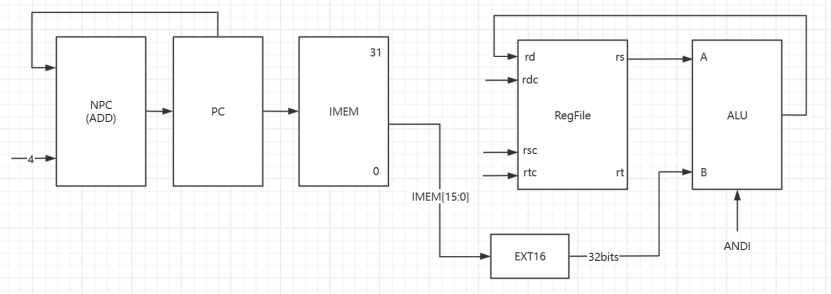 31
rd
rs
A
rdc
NPC
(ADD)
PC
IMEM
RegFile
ALU
4
rsc
0
rtc
rt
B
IMEM[15:0]
ANDI
EXT16
32bits